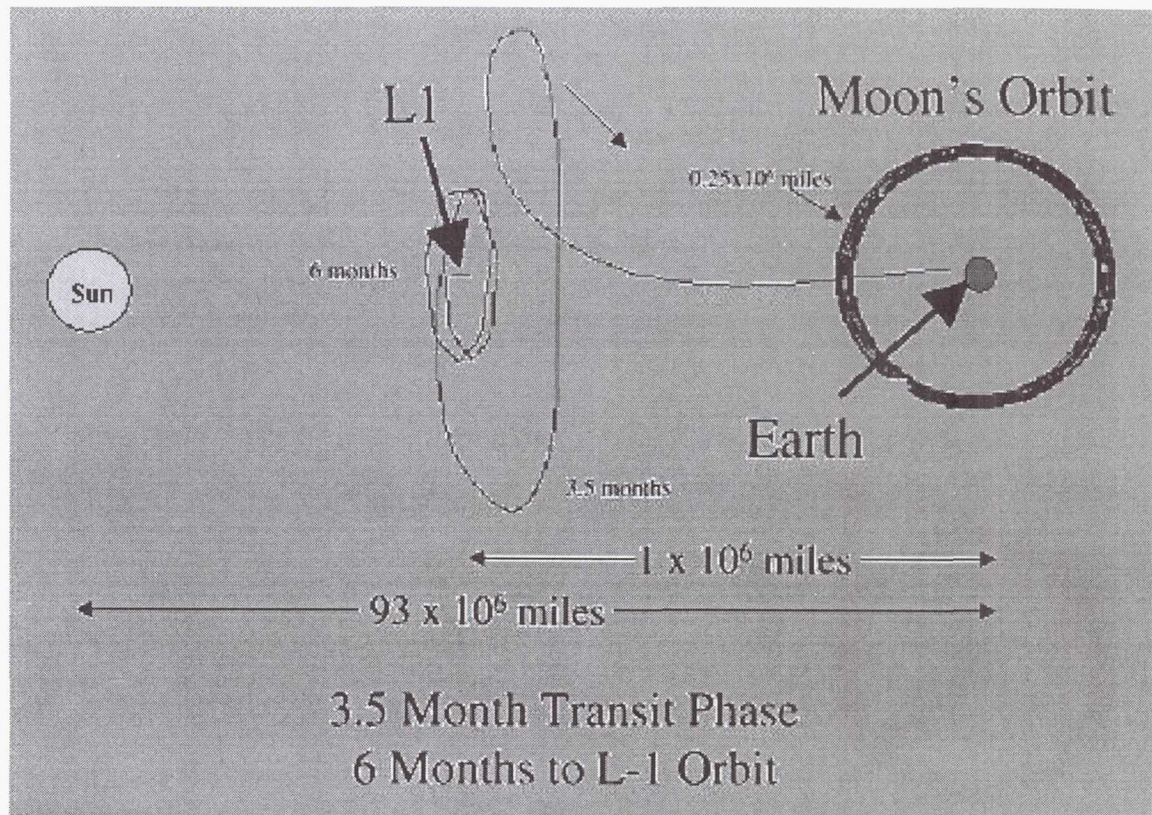 Moon's Orbit
L1
0.25x10⁶ miles
6 months
Sun
Earth
3.5 months
1 x 10⁶ miles
93 x 10⁶ miles
3.5 Month Transit Phase
6 Months to L-1 Orbit